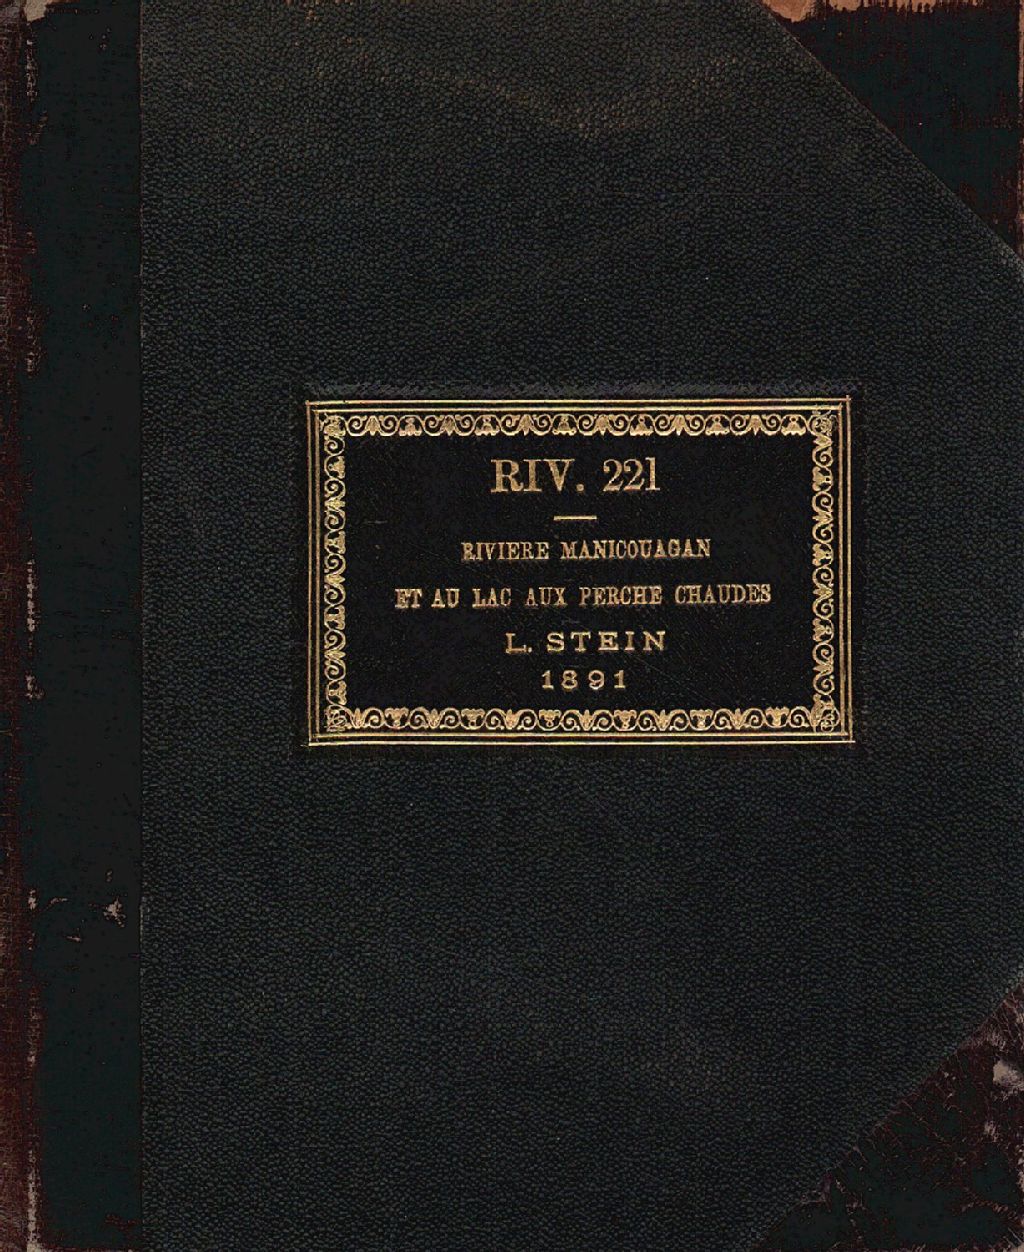 RIV. 221
RIVIERE MANICOUAGAN
ET AU LAC AUX PERCHE CHAUDES
L. STEIN
1891